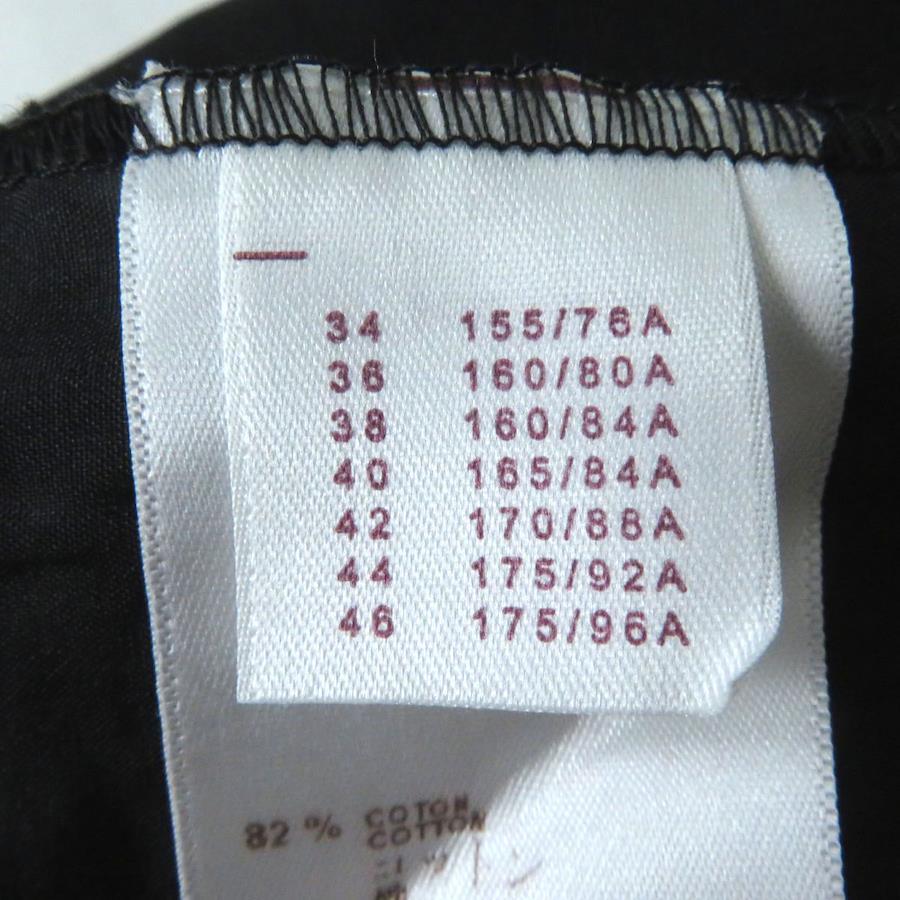 34 155/76A
36 160/80A
38 160/84A
40 165/84A
42 170/88A
44 175/92A
46 175/96A
82 % COTON
COTTON